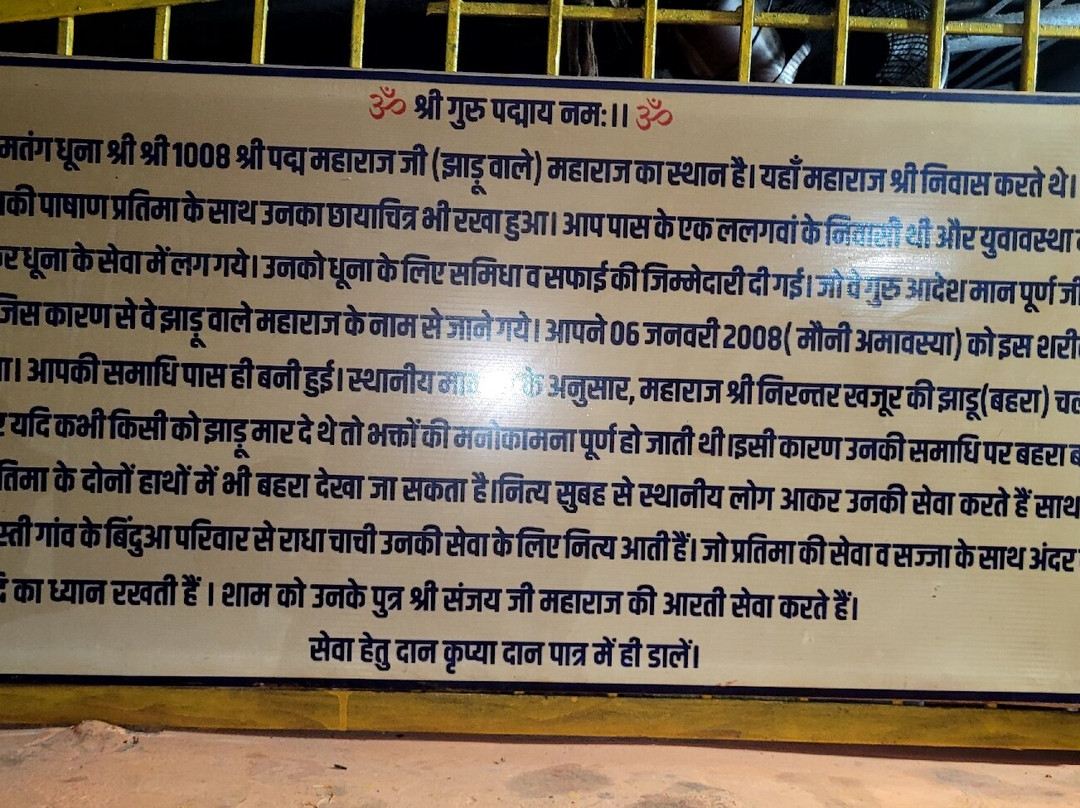 ॐ श्री गुरु पद्माय नमः।। ॐ
मतंग धूना श्री श्री 1008 श्री पद्म महाराज जी (झाड़ू वाले) महाराज का स्थान है। यहाँ महाराज श्री निवास करते थे।
की पाषाण प्रतिमा के साथ उनका छायाचित्र भी रखा हुआ। आप पास के एक ललगवां के निवासी थी और युवावस्था
धूना के सेवा में लग गये। उनको धूना के लिए समिधा व सफाई की जिम्मेदारी दी गई। जो वे गुरु आदेश मान पूर्ण जी
जिस कारण से वे झाड़ू वाले महाराज के नाम से जाने गये। आपने 06 जनवरी 2008( मौनी अमावस्या) को इस शरी
। आपकी समाधि पास ही बनी हुई। स्थानीय के अनुसार, महाराज श्री निरन्तर खजूर की झाड़ू(बहरा)
यदि कभी किसी को झाड़ू मार दे थे तो भक्तों की मनोकामना पूर्ण हो जाती थी।इसी कारण उनकी समाधि पर बहरा
तिमा के दोनों हाथों में भी बहरा देखा जा सकता है।नित्य सुबह से स्थानीय लोग आकर उनकी सेवा करते हैं साथ
स्ती गांव के बिंदुआ परिवार से राधा चाची उनकी सेवा के लिए नित्य आती हैं। जो प्रतिमा की सेवा व सज्जा के साथ अंदर
का ध्यान रखती हैं । शाम को उनके पुत्र श्री संजय जी महाराज की आरती सेवा करते हैं।
सेवा हेतु दान कृप्या दान पात्र में ही डालें।